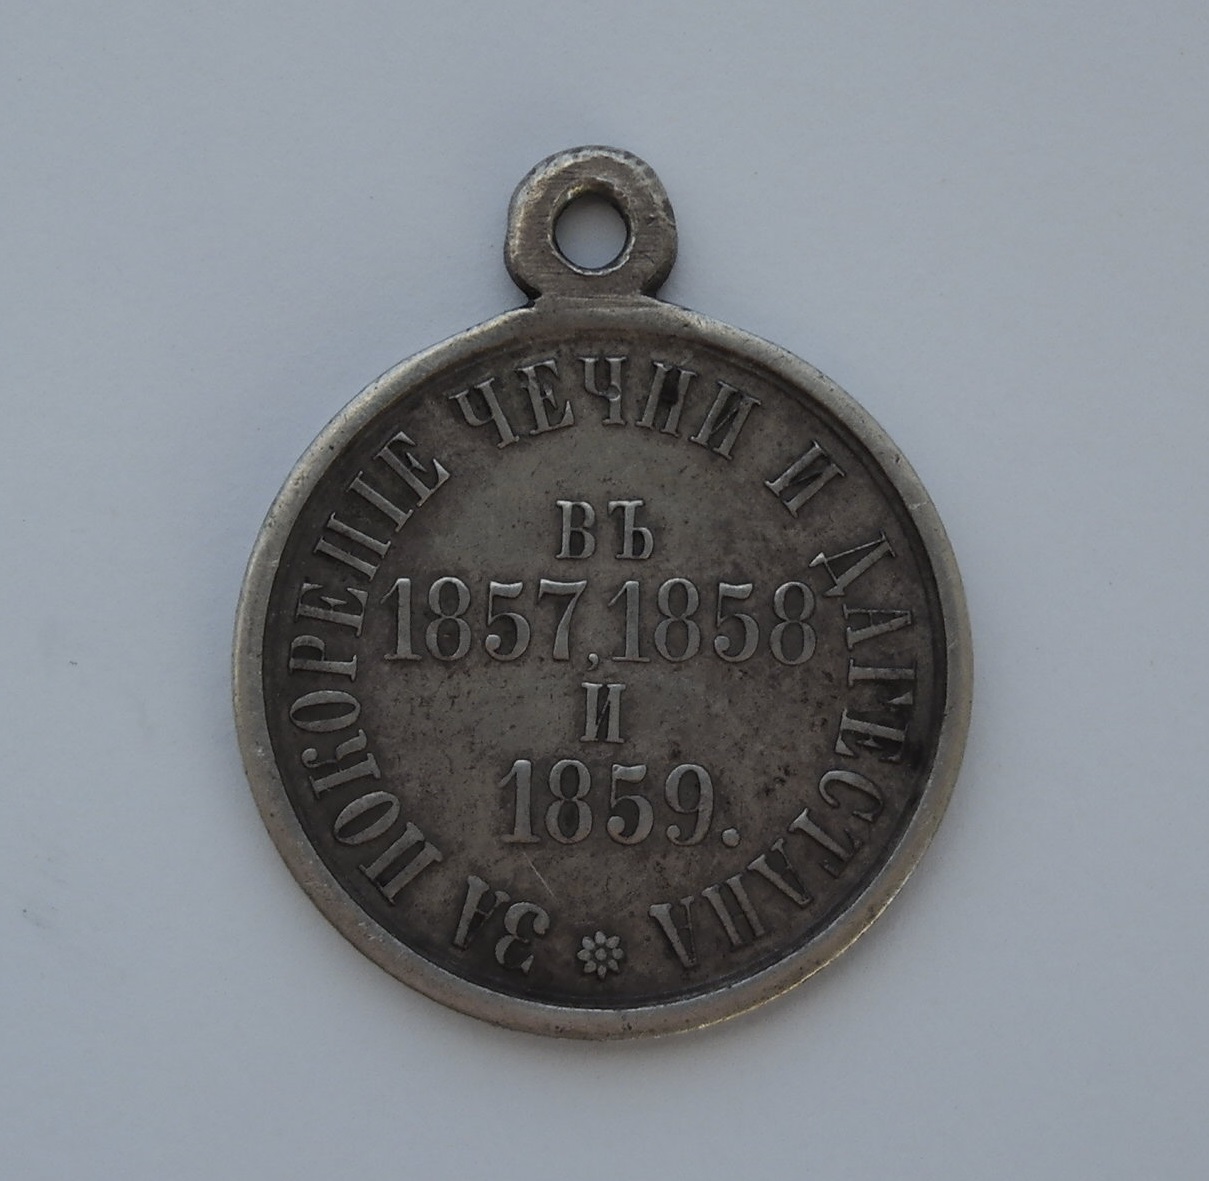 ЗА ПОКОРЕНІЕ ЧЕЧНИ И ДАГЕСТАНА
ВЪ
1857, 1858
И
1859.